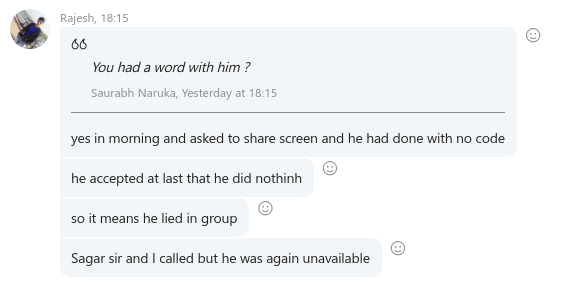 Rajesh, 18:15
You had a word with him ?
Saurabh Naruka, Yesterday at 18:15
yes in morning and asked to share screen and he had done with no code
he accepted at last that he did nothinh
so it means he lied in group
Sagar sir and I called but he was again unavailable